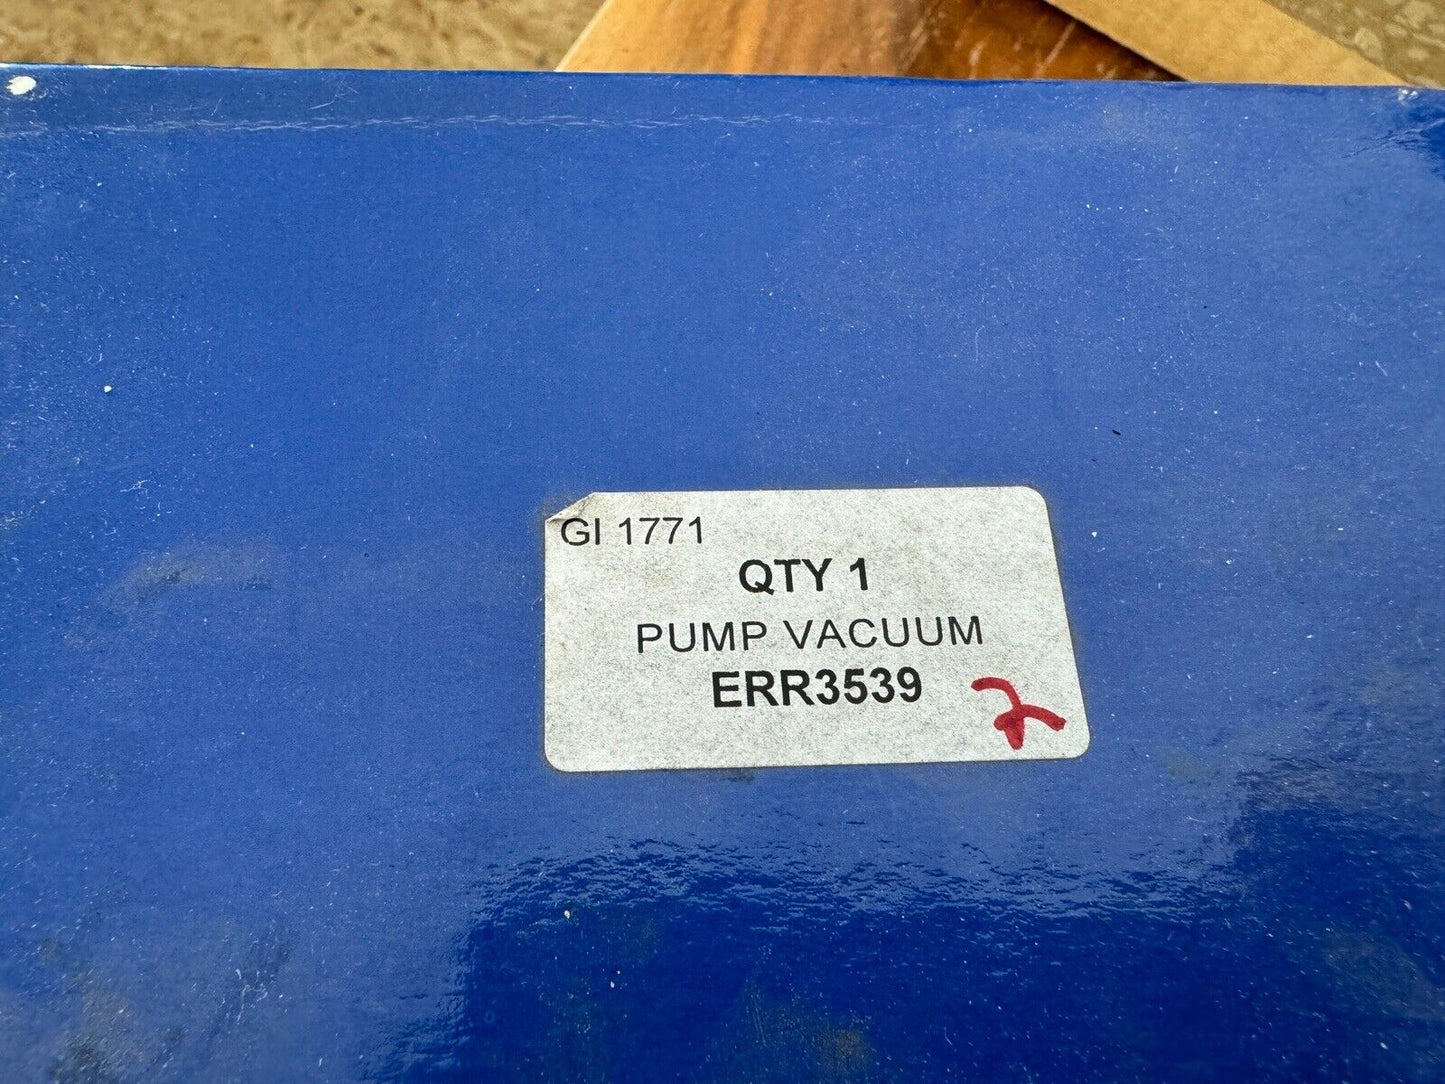 GI 1771
QTY 1
PUMP VACUUM
ERR3539